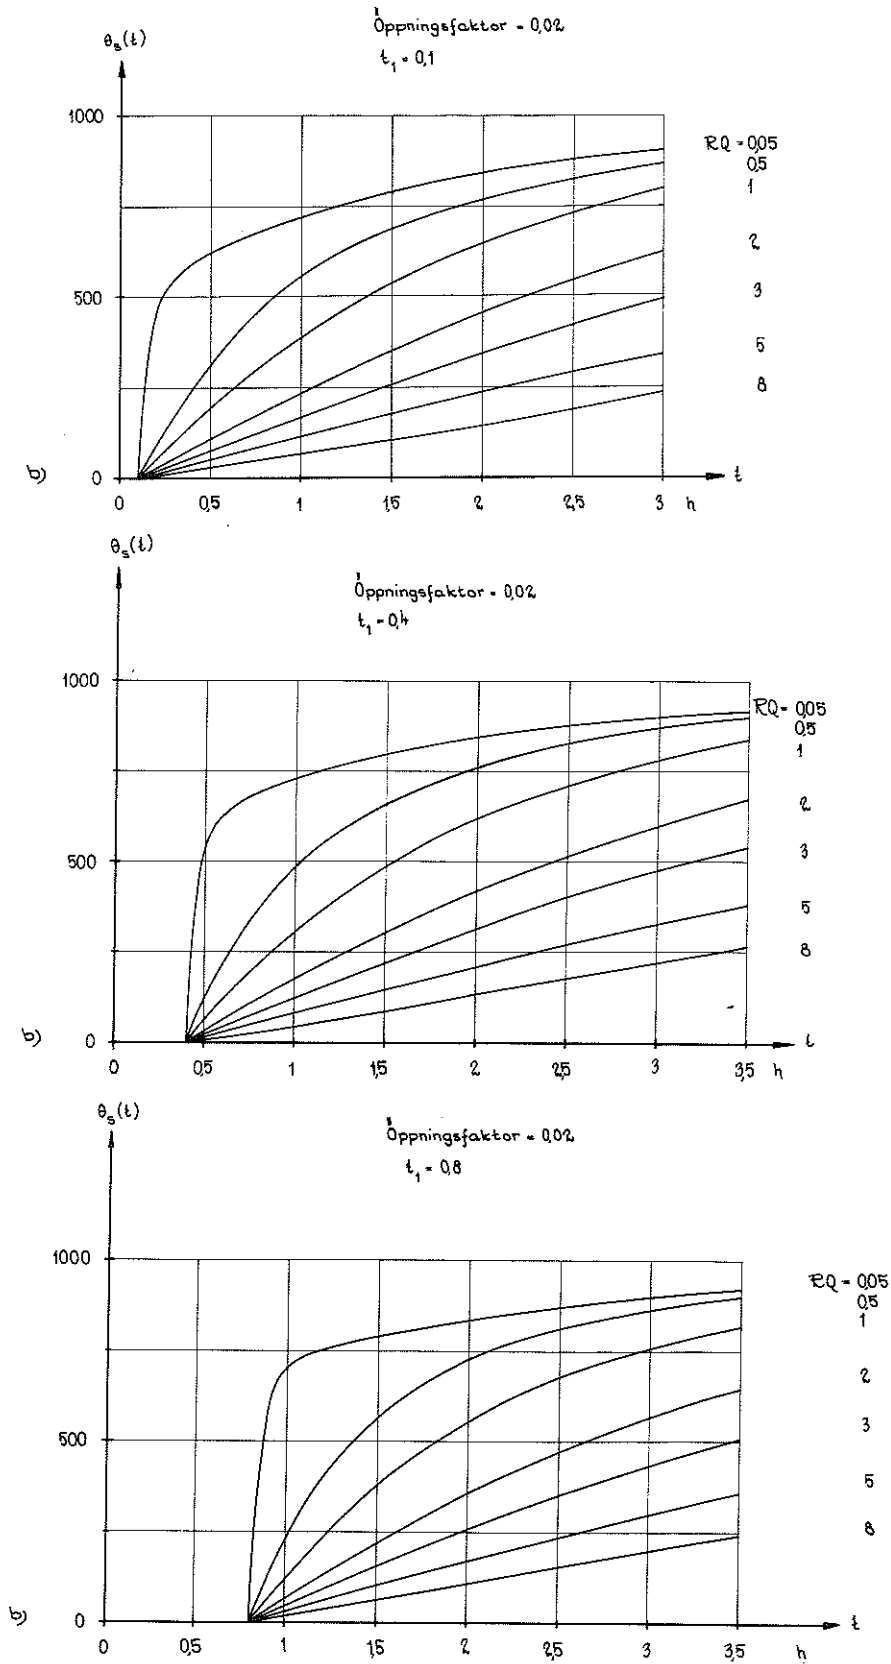 Öppningsfaktor = 0,02
θs(t)
t1 = 0,1
1000
RQ = 0,05
0,5
1
2
500
3
5
8
b)
0
t
0
0,5
1
1,5
2
2,5
3
h
θs(t)
Öppningsfaktor = 0,02
t1 = 0,4
1000
RQ = 0,05
0,5
1
2
500
3
5
8
b)
0
t
0
0,5
1
1,5
2
2,5
3
3,5
h
θs(t)
Öppningsfaktor = 0,02
t1 = 0,8
1000
RQ = 0,05
0,5
1
2
500
3
5
8
b)
0
t
0
0,5
1
1,5
2
2,5
3
3,5
h